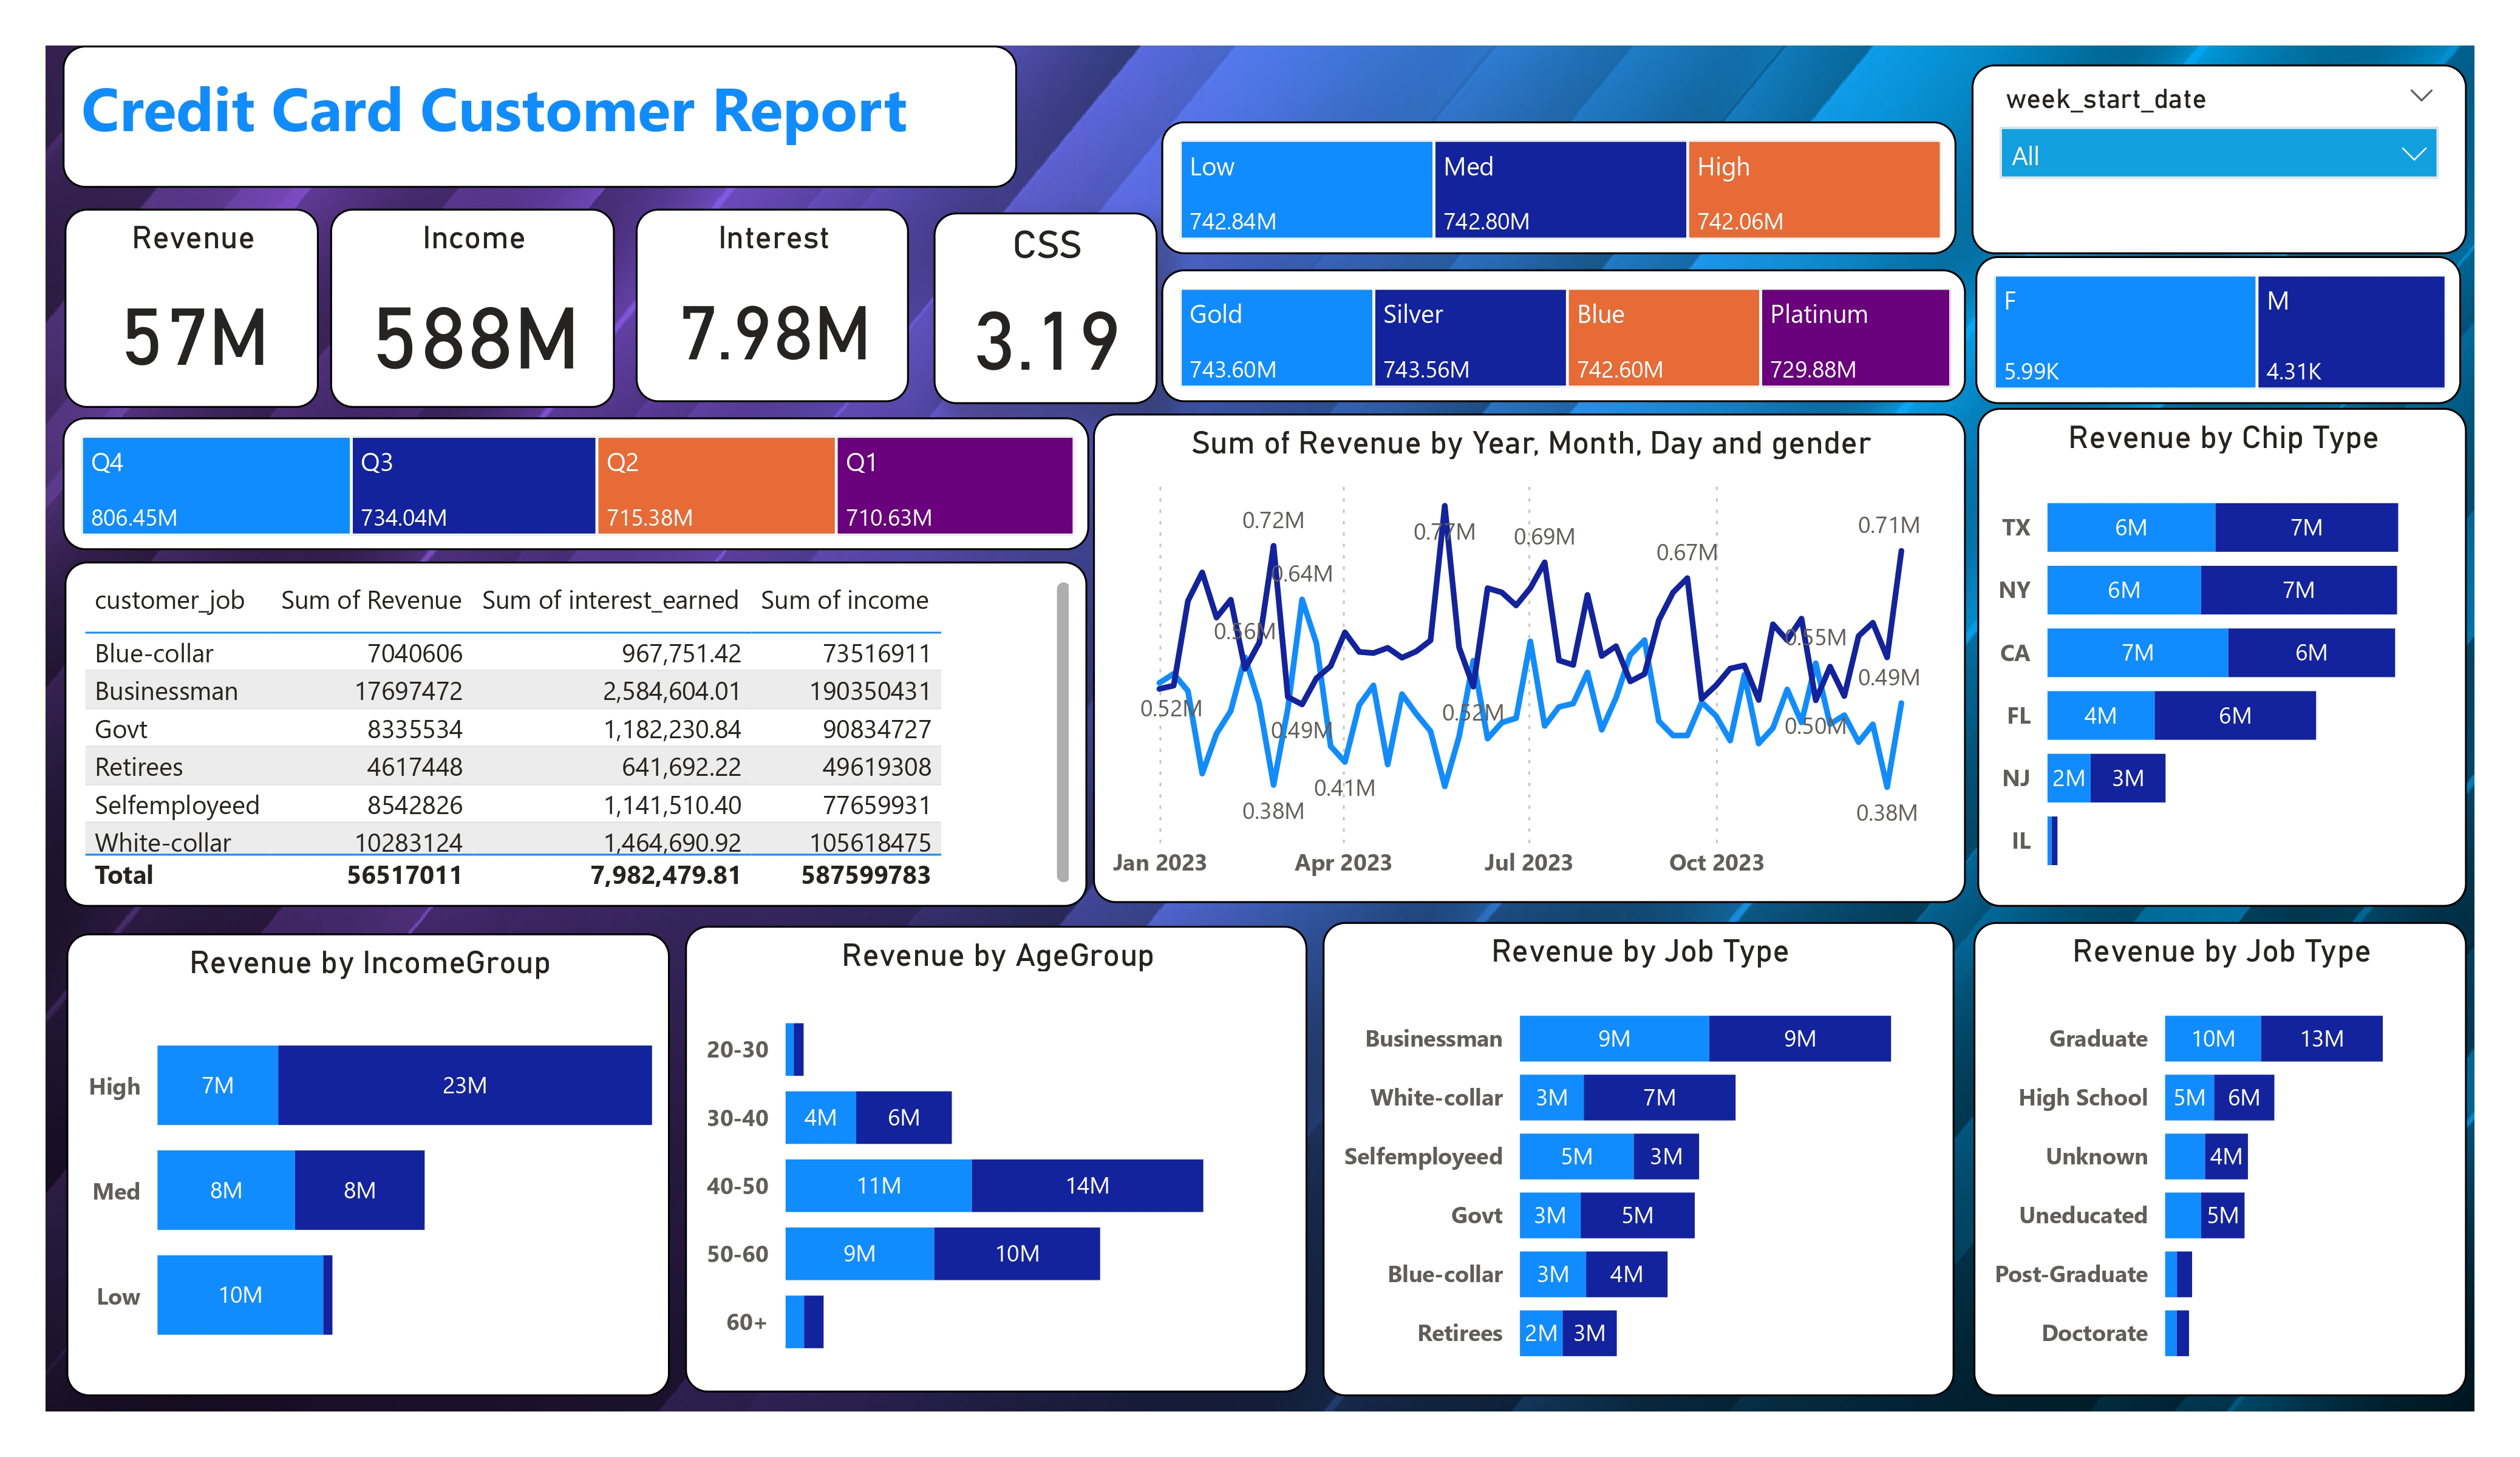 Credit Card Customer Report
week_start_date
All
Low Med High
742.84M 742.80M 742.06M
Revenue Income Interest CSS
57M 588M 7.98M 3.19
Gold Silver Blue Platinum
743.60M 743.56M 742.60M 729.88M
F M
5.99K 4.31K
Q4 Q3 Q2 Q1
806.45M 734.04M 715.38M 710.63M
customer_job Sum of Revenue Sum of interest_earned Sum of income
Blue-collar 7040606 967,751.42 73516911
Businessman 17697472 2,584,604.01 190350431
Govt 8335534 1,182,230.84 90834727
Retirees 4617448 641,692.22 49619308
Selfemployeed 8542826 1,141,510.40 77659931
White-collar 10283124 1,464,690.92 105618475
Total 56517011 7,982,479.81 587599783
Sum of Revenue by Year, Month, Day and gender
0.72M 0.77M 0.69M 0.67M 0.71M
0.64M
0.56M 0.55M
0.52M 0.52M 0.49M
0.49M 0.50M
0.41M
0.38M 0.38M
Jan 2023 Apr 2023 Jul 2023 Oct 2023
Revenue by Chip Type
TX 6M 7M
NY 6M 7M
CA 7M 6M
FL 4M 6M
NJ 2M 3M
IL
Revenue by IncomeGroup
High 7M 23M
Med 8M 8M
Low 10M
Revenue by AgeGroup
20-30
30-40 4M 6M
40-50 11M 14M
50-60 9M 10M
60+
Revenue by Job Type
Businessman 9M 9M
White-collar 3M 7M
Selfemployeed 5M 3M
Govt 3M 5M
Blue-collar 3M 4M
Retirees 2M 3M
Revenue by Job Type
Graduate 10M 13M
High School 5M 6M
Unknown 4M
Uneducated 5M
Post-Graduate
Doctorate